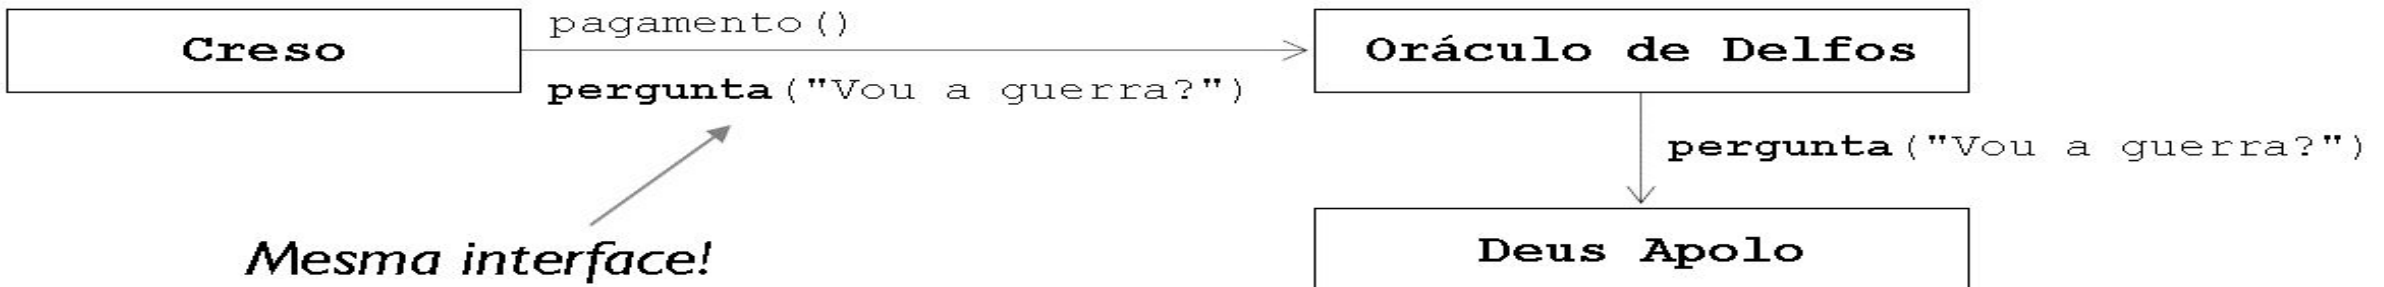 Creso
pagamento()
pergunta("Vou a guerra?")
Oráculo de Delfos
pergunta("Vou a guerra?")
Mesma interface!
Deus Apolo